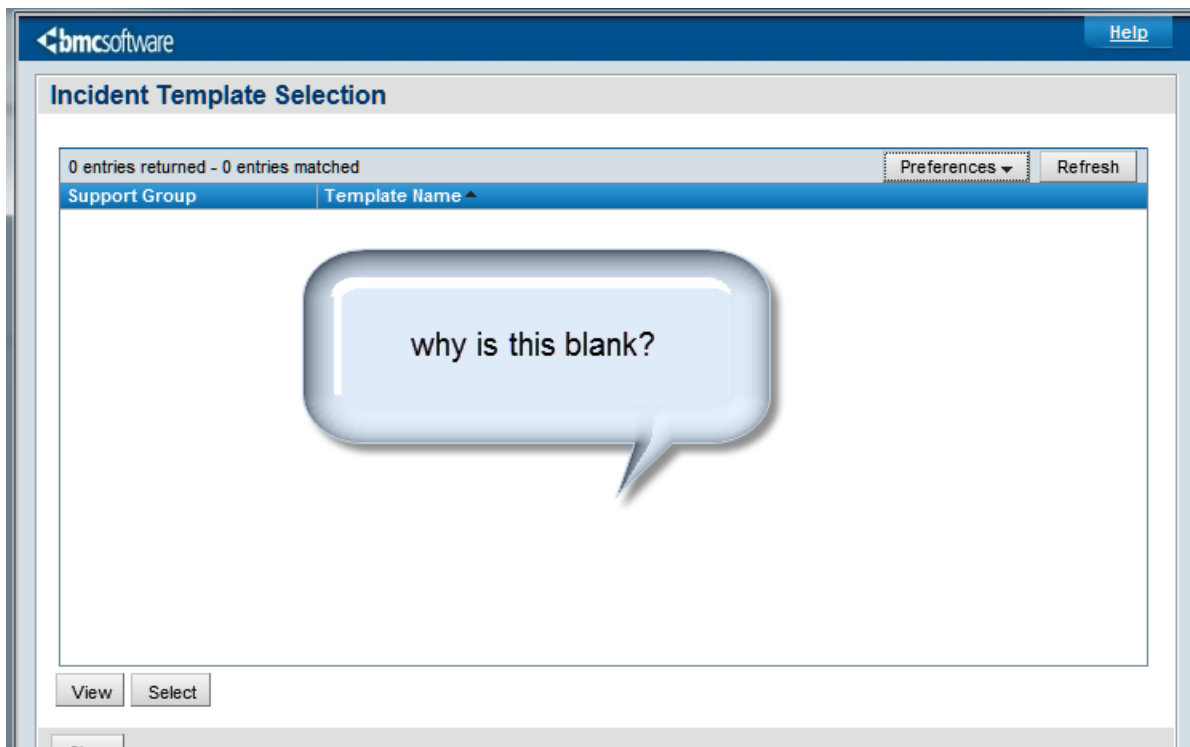 bmcsoftware
Help
Incident Template Selection
0 entries returned - 0 entries matched
Preferences
Refresh
Support Group
Template Name
why is this blank?
View
Select